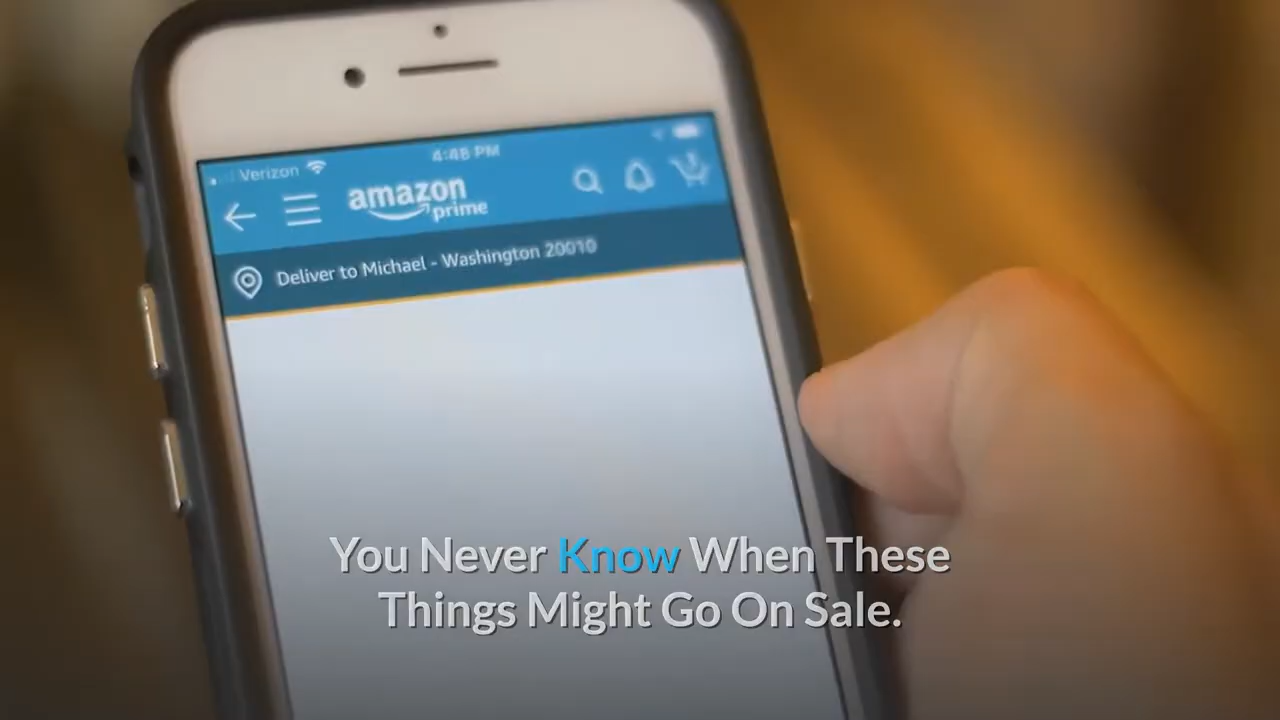 Verizon
4:48 PM
amazon
prime
Deliver to Michael - Washington 20010
You Never Know When These
Things Might Go On Sale.